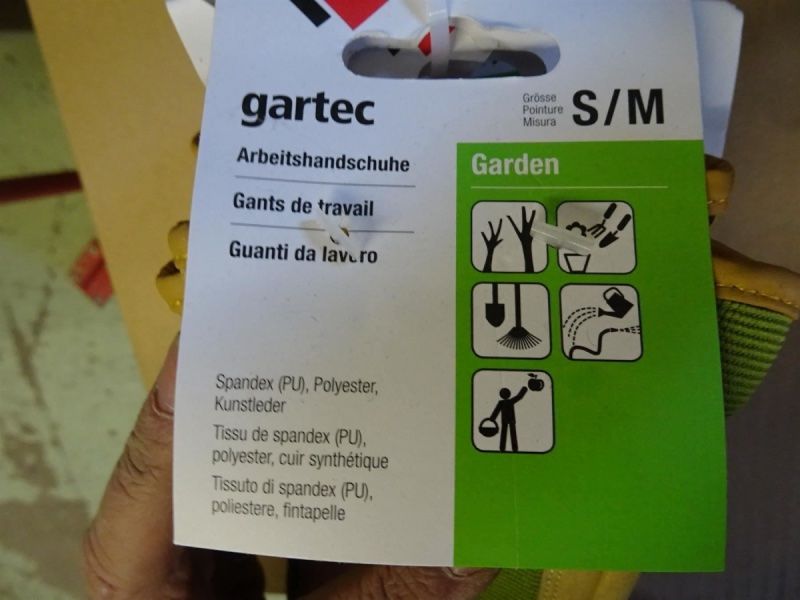 gartec
Grösse
Pointure
Misura
S/M
Arbeitshandschuhe
Gants de travail
Guanti da lavoro
Garden
Spandex (PU), Polyester,
Kunstleder
Tissu de spandex (PU),
polyester, cuir synthétique
Tissuto di spandex (PU),
poliestere, fintapelle